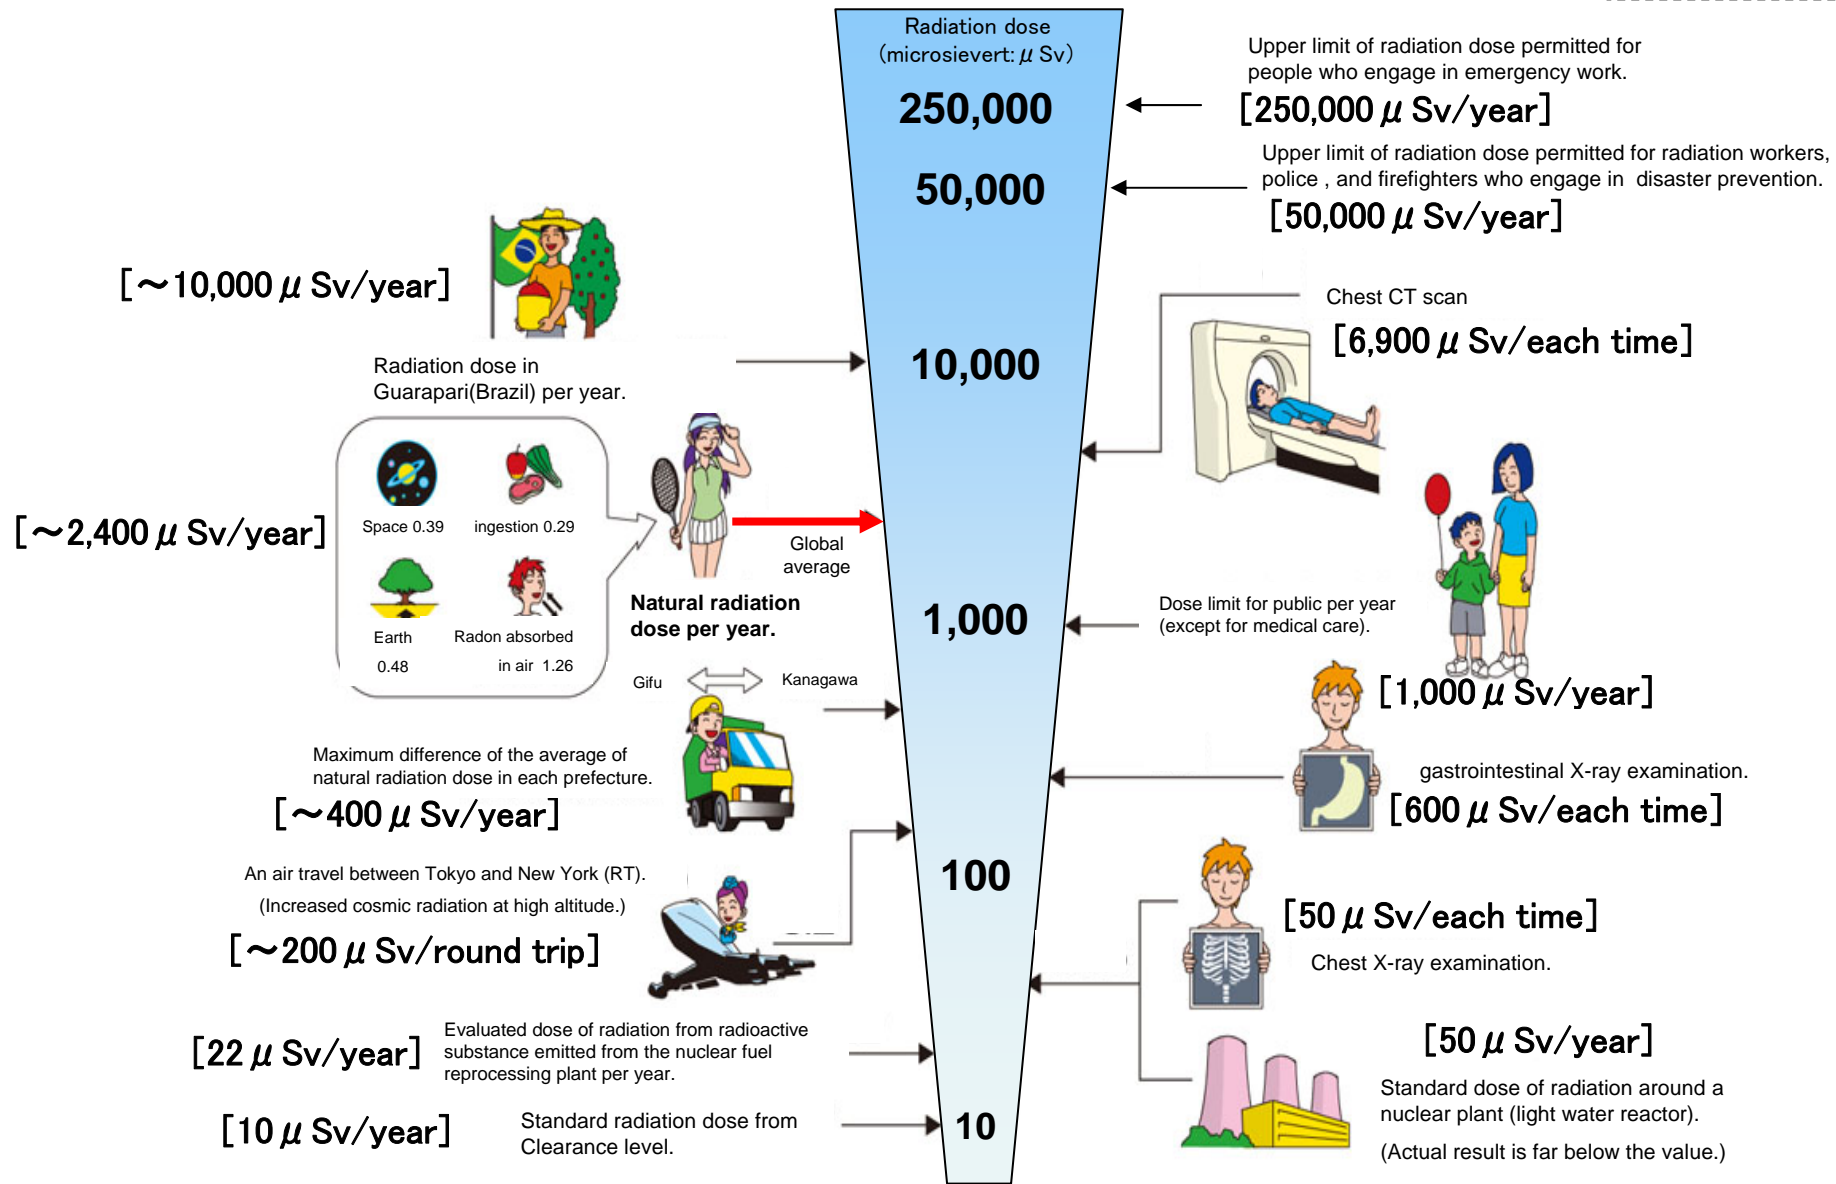 Radiation dose
(microsievert: μ Sv)
250,000
50,000
10,000
1,000
100
10
Upper limit of radiation dose permitted for
people who engage in emergency work.
[250,000 μ Sv/year]
Upper limit of radiation dose permitted for radiation workers,
police , and firefighters who engage in disaster prevention.
[50,000 μ Sv/year]
[~10,000 μ Sv/year]
Radiation dose in
Guarapari(Brazil) per year.
Chest CT scan
[6,900 μ Sv/each time]
[~2,400 μ Sv/year]
Space 0.39
ingestion 0.29
Earth
0.48
Radon absorbed
in air 1.26
Global
average
Natural radiation
dose per year.
Dose limit for public per year
(except for medical care).
[1,000 μ Sv/year]
Gifu
Kanagawa
Maximum difference of the average of
natural radiation dose in each prefecture.
[~400 μ Sv/year]
gastrointestinal X-ray examination.
[600 μ Sv/each time]
An air travel between Tokyo and New York (RT).
(Increased cosmic radiation at high altitude.)
[~200 μ Sv/round trip]
[50 μ Sv/each time]
Chest X-ray examination.
[22 μ Sv/year]
Evaluated dose of radiation from radioactive
substance emitted from the nuclear fuel
reprocessing plant per year.
[50 μ Sv/year]
Standard dose of radiation around a
nuclear plant (light water reactor).
(Actual result is far below the value.)
[10 μ Sv/year]
Standard radiation dose from
Clearance level.